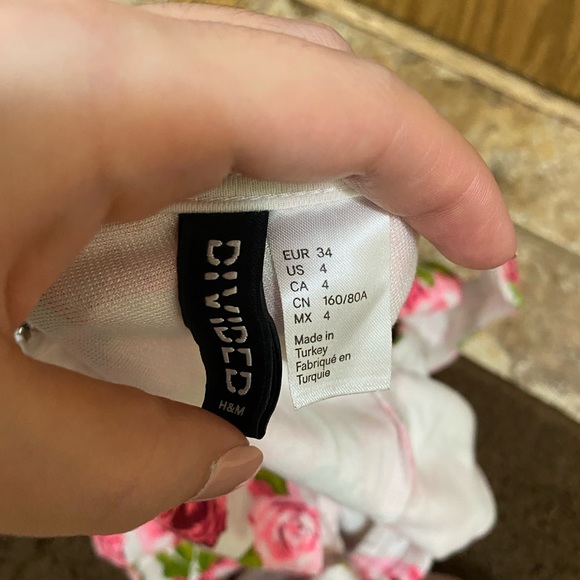 DIVIDED
H&M
EUR 34
US 4
CA 4
CN 160/80A
MX 4
Made in
Turkey
Fabriqué en
Turquie